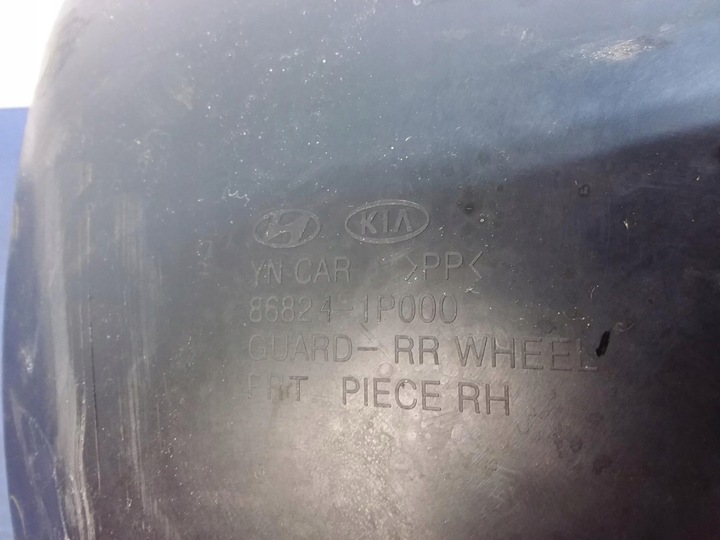 KIA
YN-CAR >PP<
86824-1P000
GUARD-RR WHEEL
FRT PIECE RH